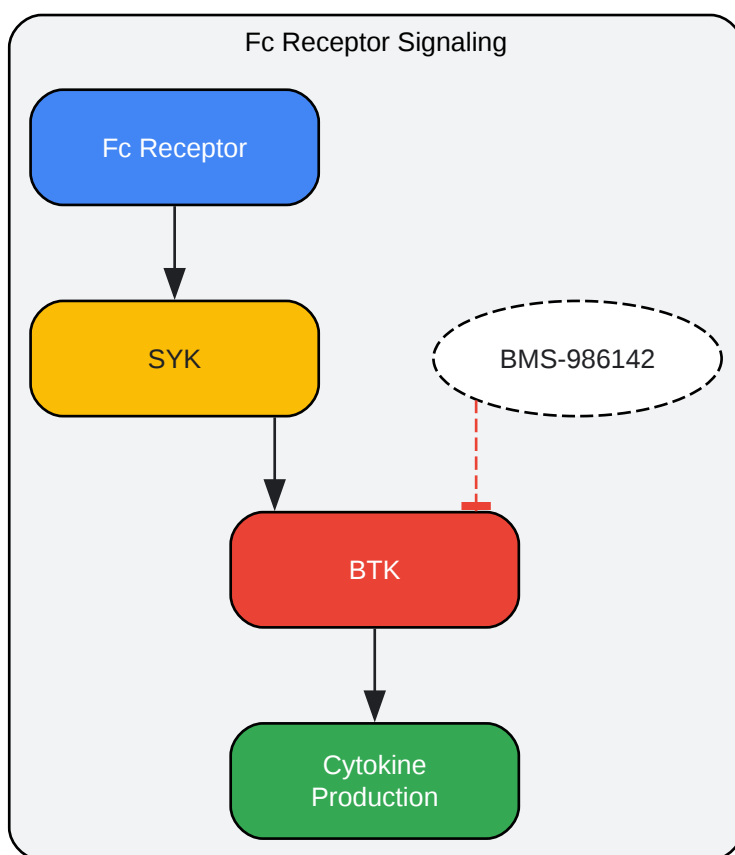 Fc Receptor Signaling
Fc Receptor
SYK
BMS-986142
BTK
Cytokine
Production